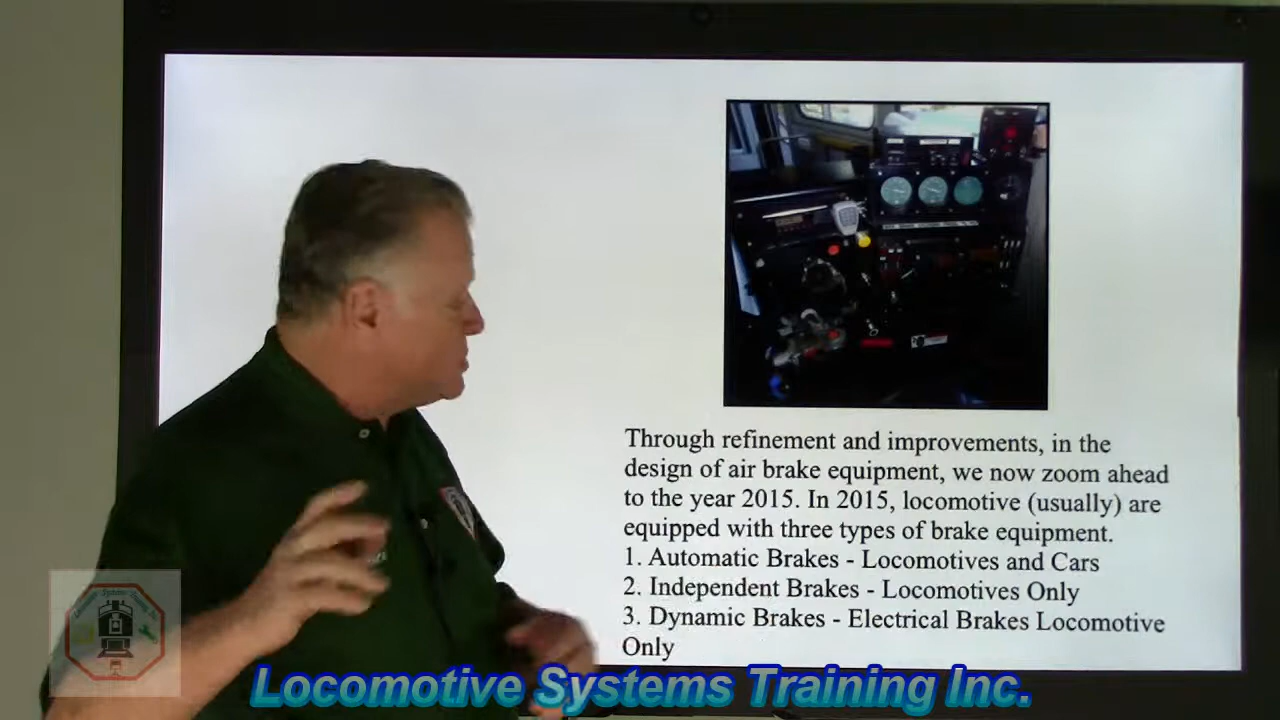 Through refinement and improvements, in the
design of air brake equipment, we now zoom ahead
to the year 2015. In 2015, locomotive (usually) are
equipped with three types of brake equipment.
1. Automatic Brakes - Locomotives and Cars
2. Independent Brakes - Locomotives Only
3. Dynamic Brakes - Electrical Brakes Locomotive
Only
Locomotive Systems Training Inc.